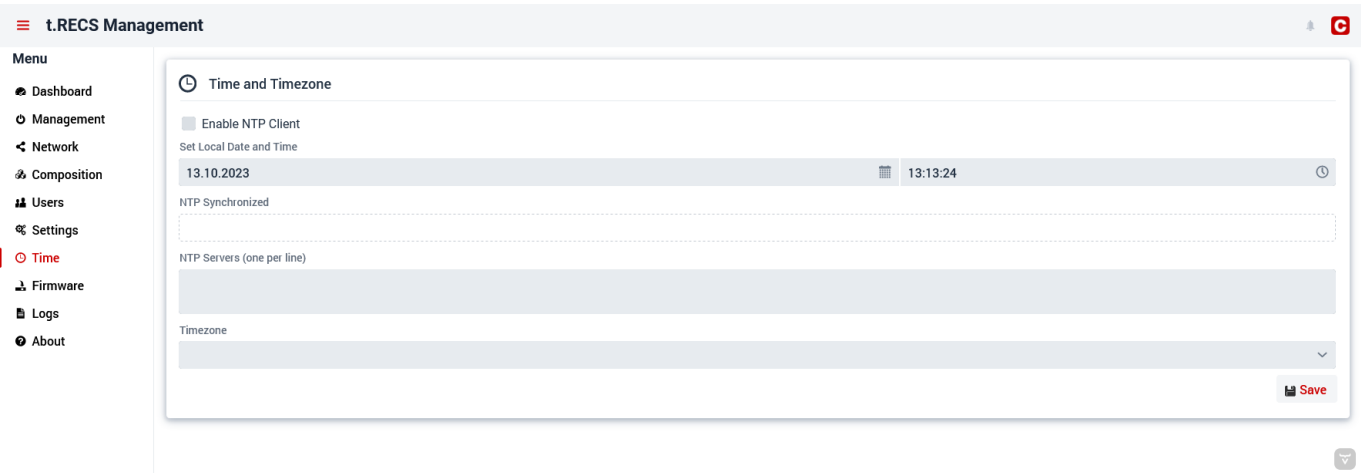 t.RECS Management
C
Menu
Dashboard
Management
Network
Composition
Users
Settings
Time
Firmware
Logs
About
Time and Timezone
Enable NTP Client
Set Local Date and Time
13.10.2023 13:13:24
NTP Synchronized
NTP Servers (one per line)
Timezone
Save